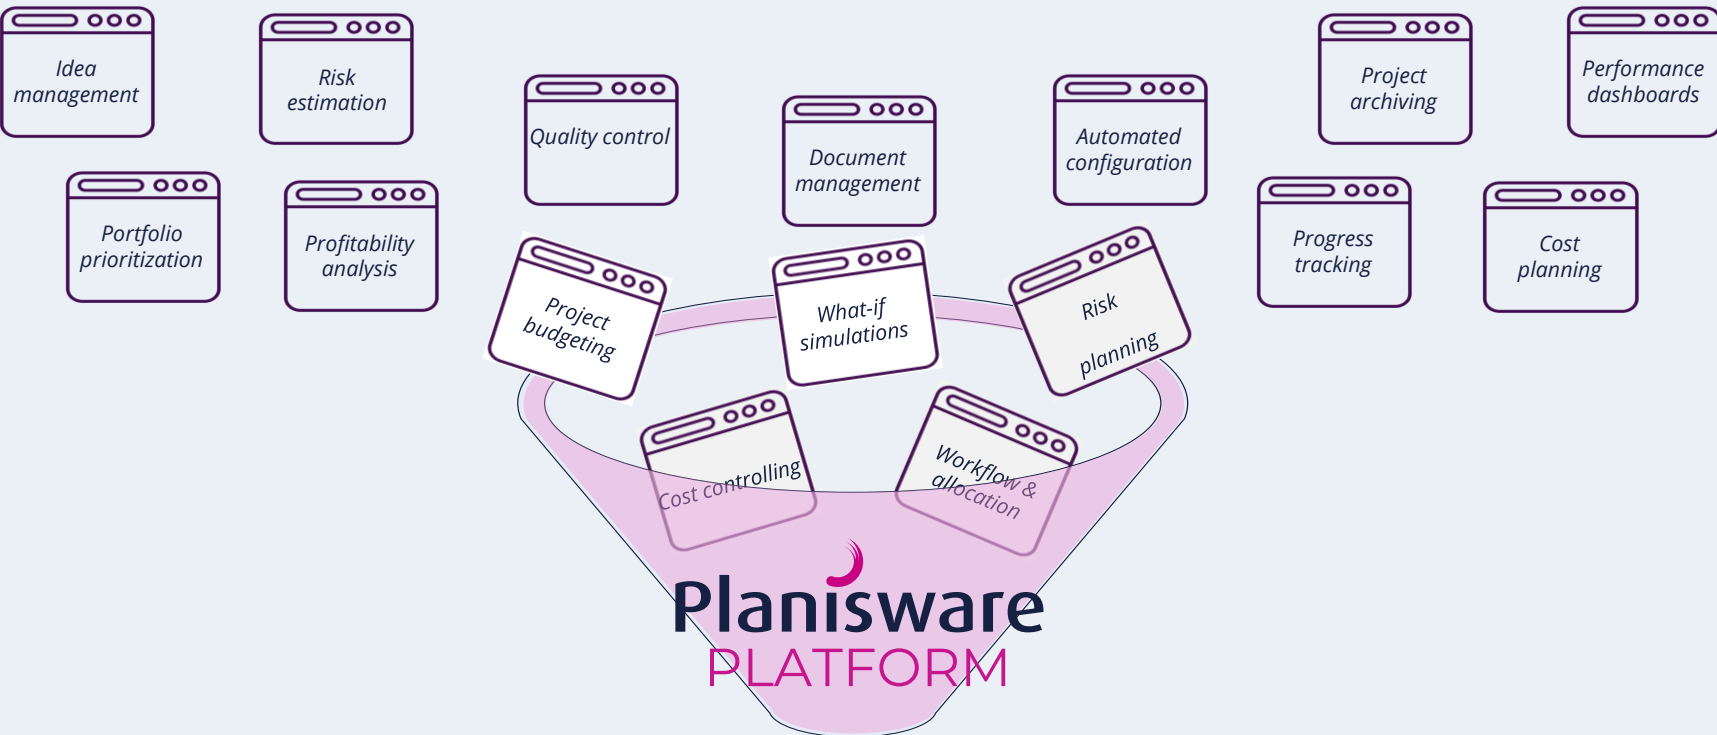 Idea
management
Risk
estimation
Quality control
Document
management
Automated
configuration
Project
archiving
Performance
dashboards
Portfolio
prioritization
Profitability
analysis
Progress
tracking
Cost
planning
Project
budgeting
What-if
simulations
Risk
planning
Cost controlling
Workflow &
allocation
Planisware
PLATFORM